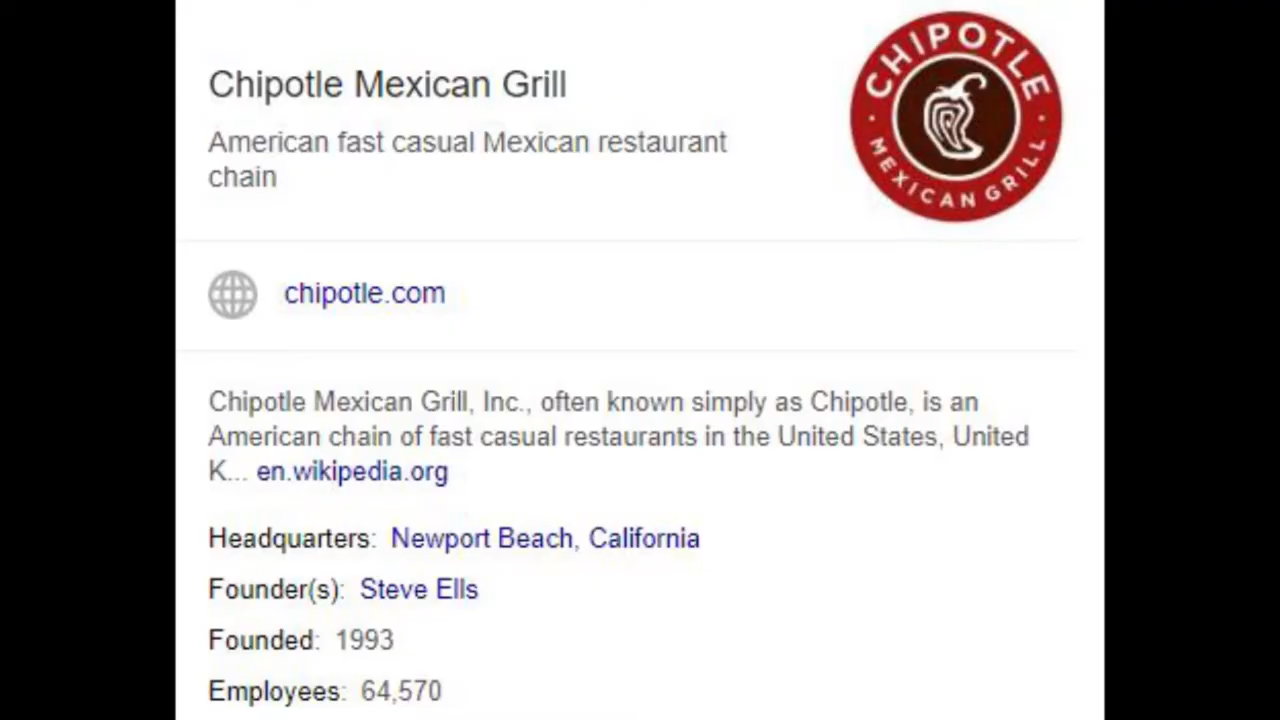 Chipotle Mexican Grill
American fast casual Mexican restaurant
chain
CHIPOTLE
· MEXICAN GRILL ·
chipotle.com
Chipotle Mexican Grill, Inc., often known simply as Chipotle, is an
American chain of fast casual restaurants in the United States, United
K... en.wikipedia.org
Headquarters: Newport Beach, California
Founder(s): Steve Ells
Founded: 1993
Employees: 64,570